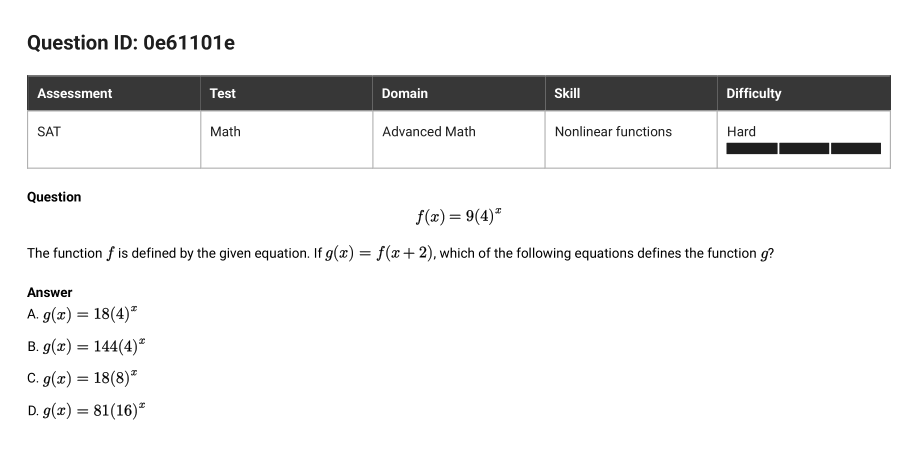 Question ID: 0e61101e
Assessment Test Domain Skill Difficulty
SAT Math Advanced Math Nonlinear functions Hard
Question
f(x) = 9(4)^x
The function f is defined by the given equation. If g(x) = f(x + 2), which of the following equations defines the function g?
Answer
A. g(x) = 18(4)^x
B. g(x) = 144(4)^x
C. g(x) = 18(8)^x
D. g(x) = 81(16)^x